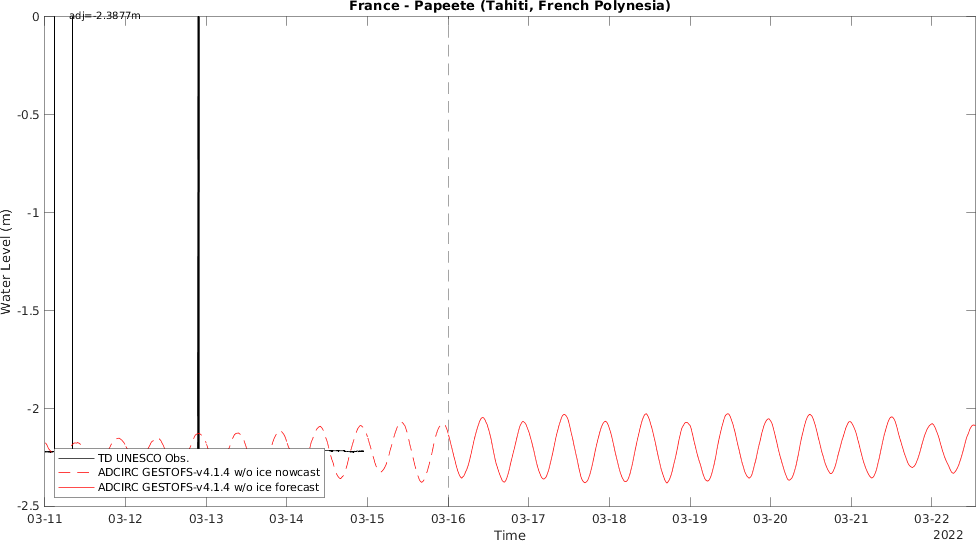 France - Papeete (Tahiti, French Polynesia)
adj=-2.3877m
0
-0.5
-1
-1.5
-2
-2.5
Water Level (m)
TD UNESCO Obs.
ADCIRC GESTOFS-v4.1.4 w/o ice nowcast
ADCIRC GESTOFS-v4.1.4 w/o ice forecast
03-11 03-12 03-13 03-14 03-15 03-16 03-17 03-18 03-19 03-20 03-21 03-22
Time
2022